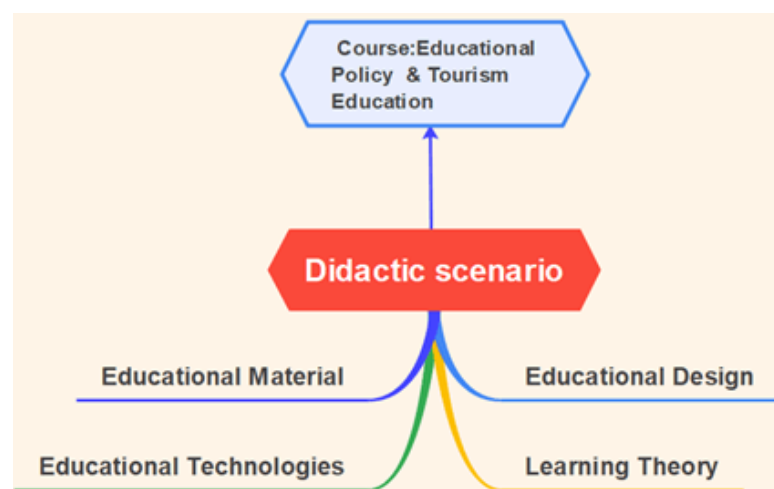 Course:Educational
Policy & Tourism
Education
Didactic scenario
Educational Material
Educational Design
Educational Technologies
Learning Theory